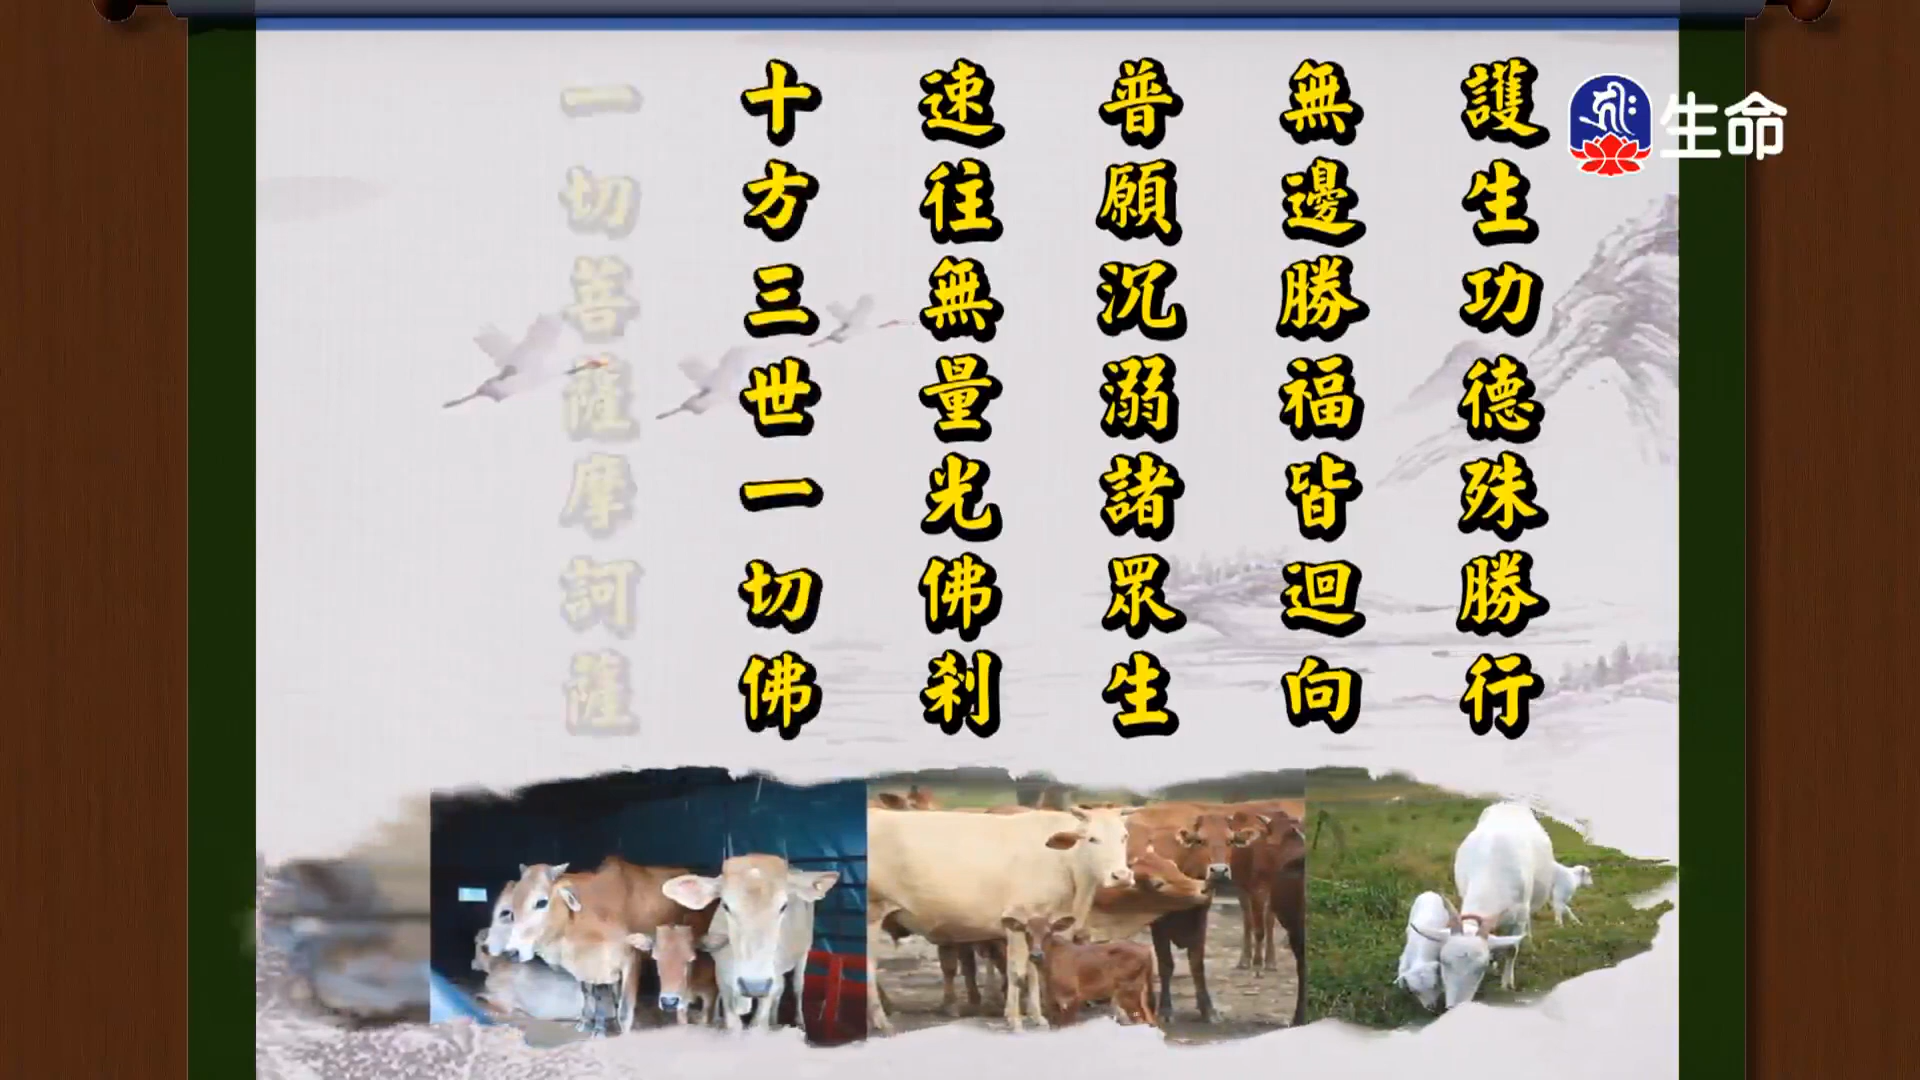 護生功德殊勝行
無邊勝福皆迴向
普願沉溺諸眾生
速往無量光佛剎
十方三世一切佛
一切菩薩摩訶薩
生命